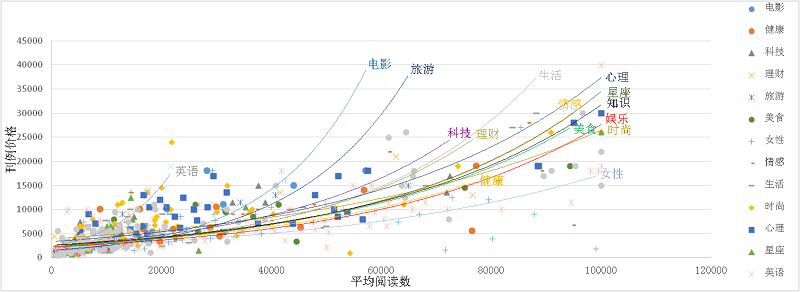 45000
40000
35000
30000
25000
20000
15000
10000
5000
0
刊例价格
0 20000 40000 60000 80000 100000 120000
平均阅读数
电影
旅游
生活
心理
星座
情感
知识
娱乐
美食
时尚
科技
理财
英语
健康
女性
电影
健康
科技
理财
旅游
美食
女性
情感
生活
时尚
心理
星座
英语